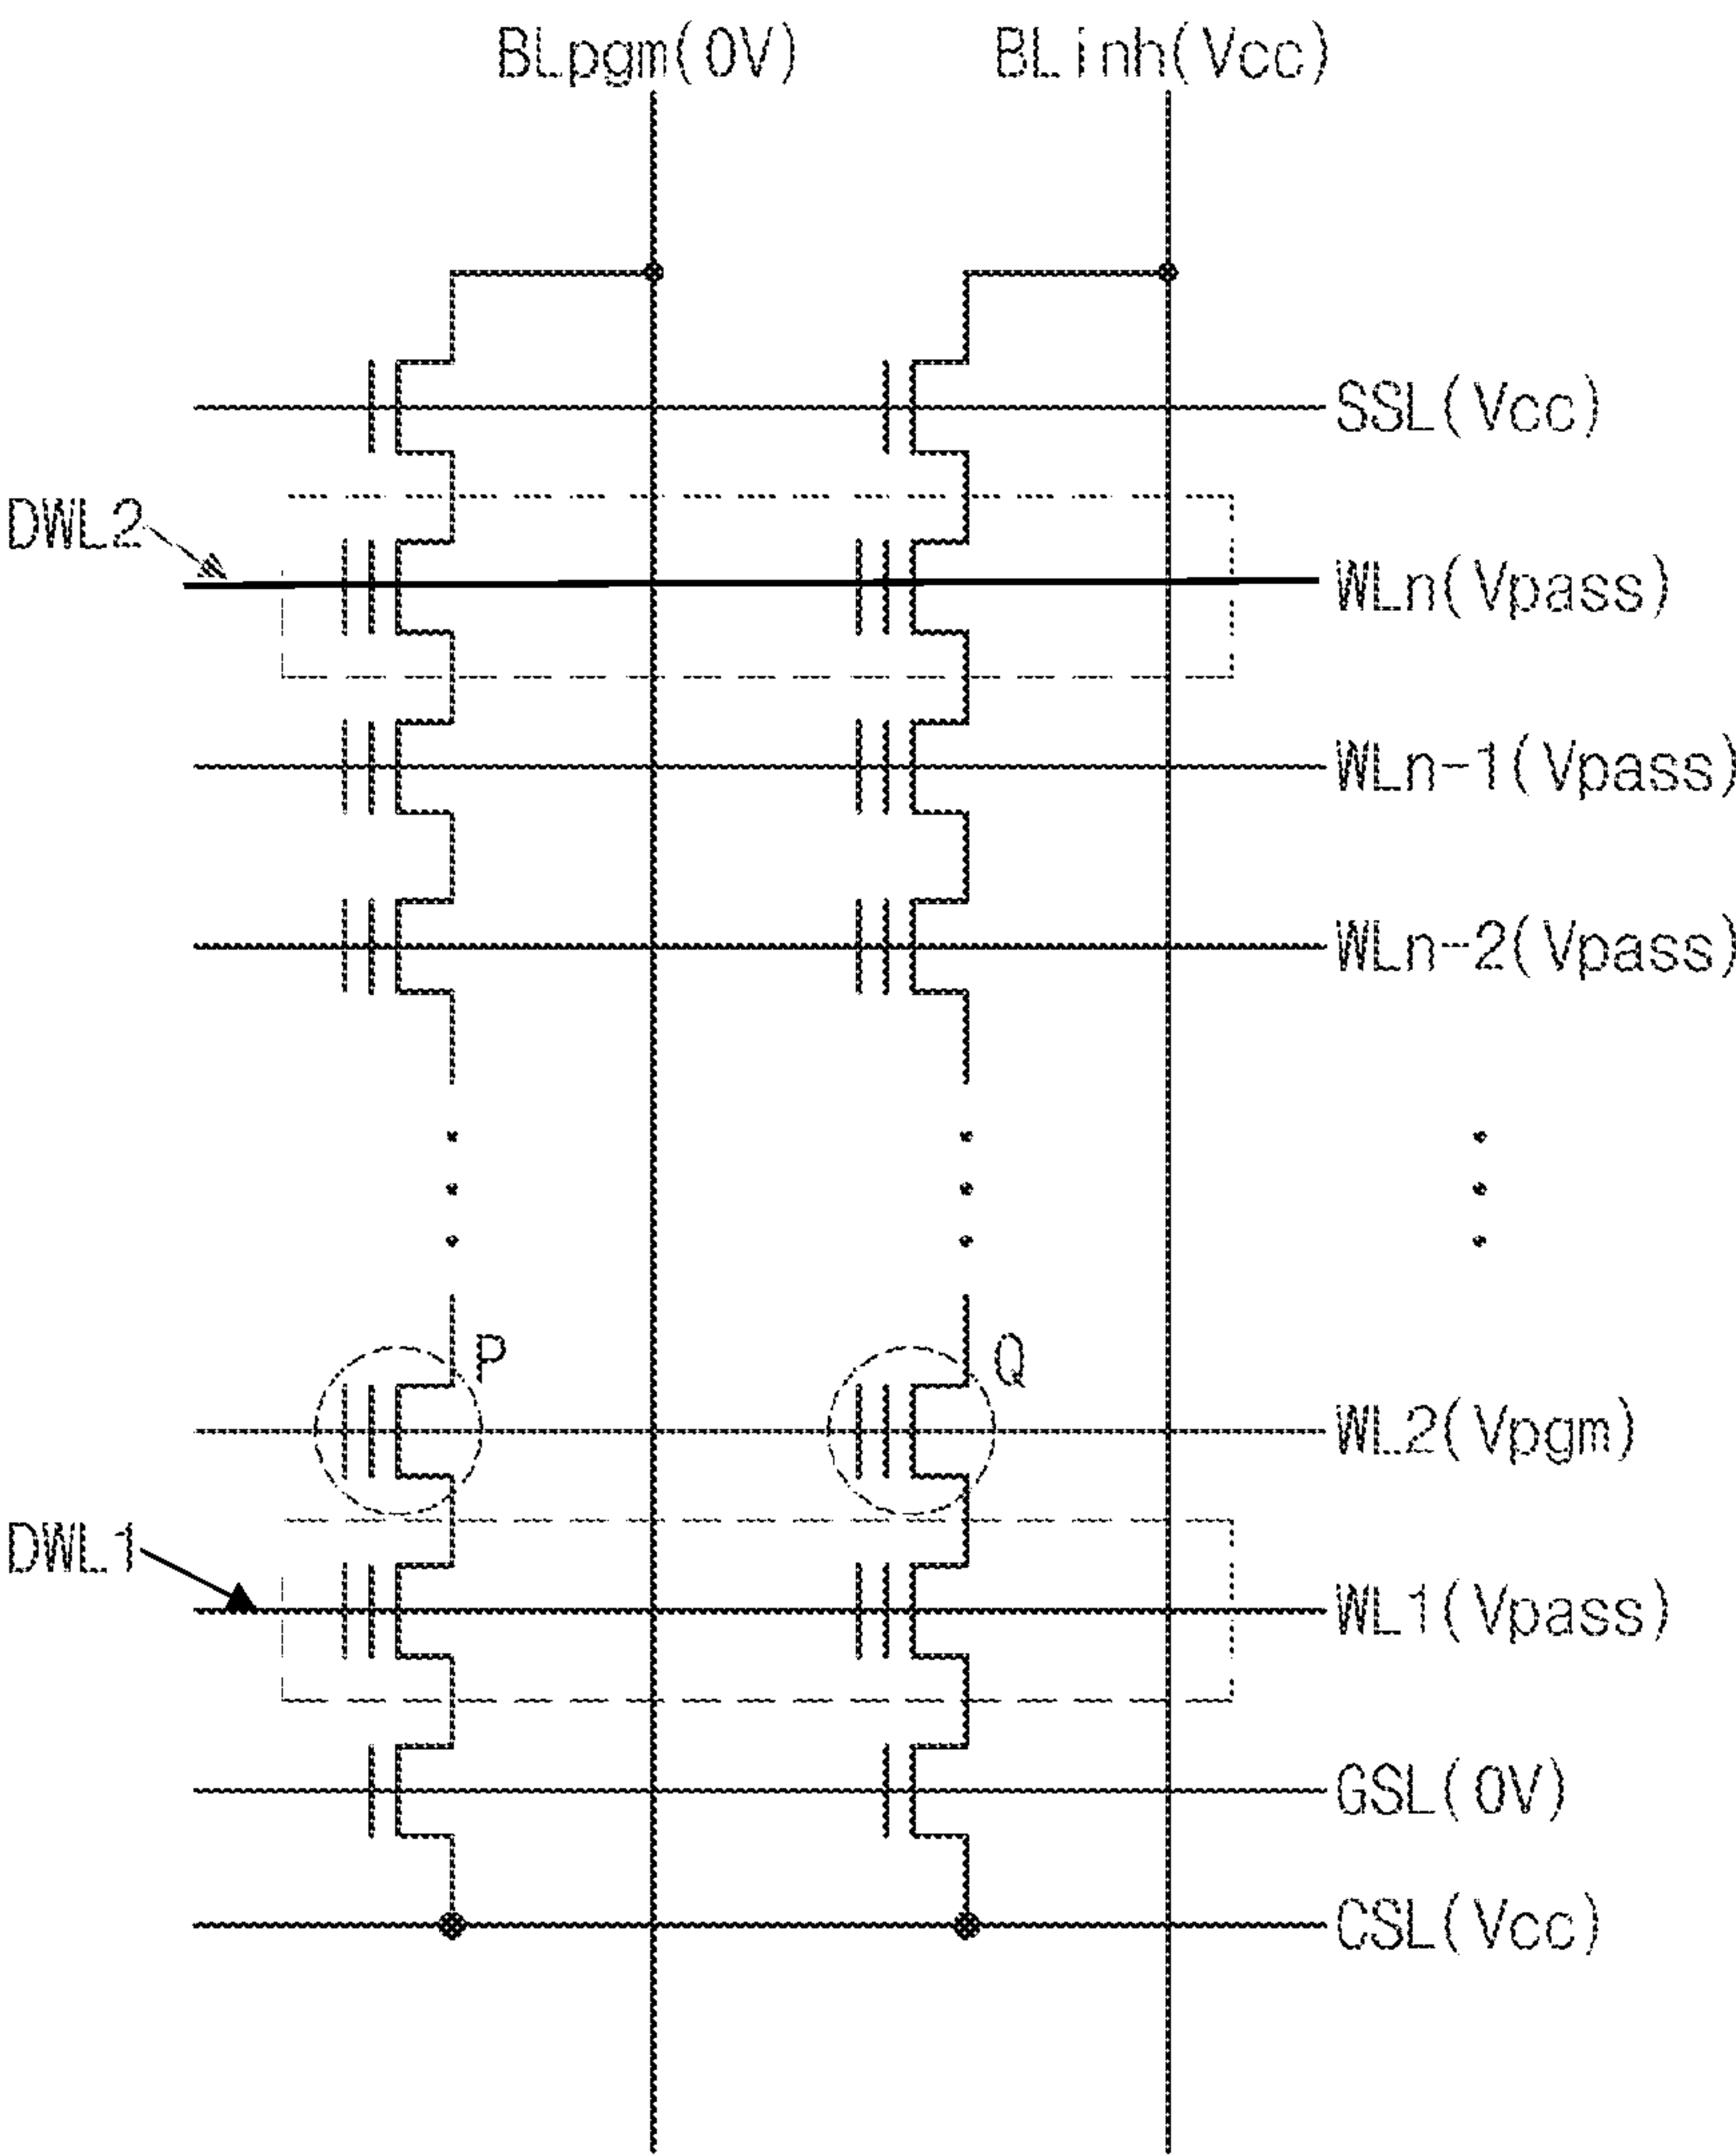 BLpgm(0V) BLinh(Vcc)
SSL(Vcc)
DWL2
WLn(Vpass)
WLn-1(Vpass)
WLn-2(Vpass)
P Q
WL2(Vpgm)
DWL1
WL1(Vpass)
GSL(0V)
CSL(Vcc)